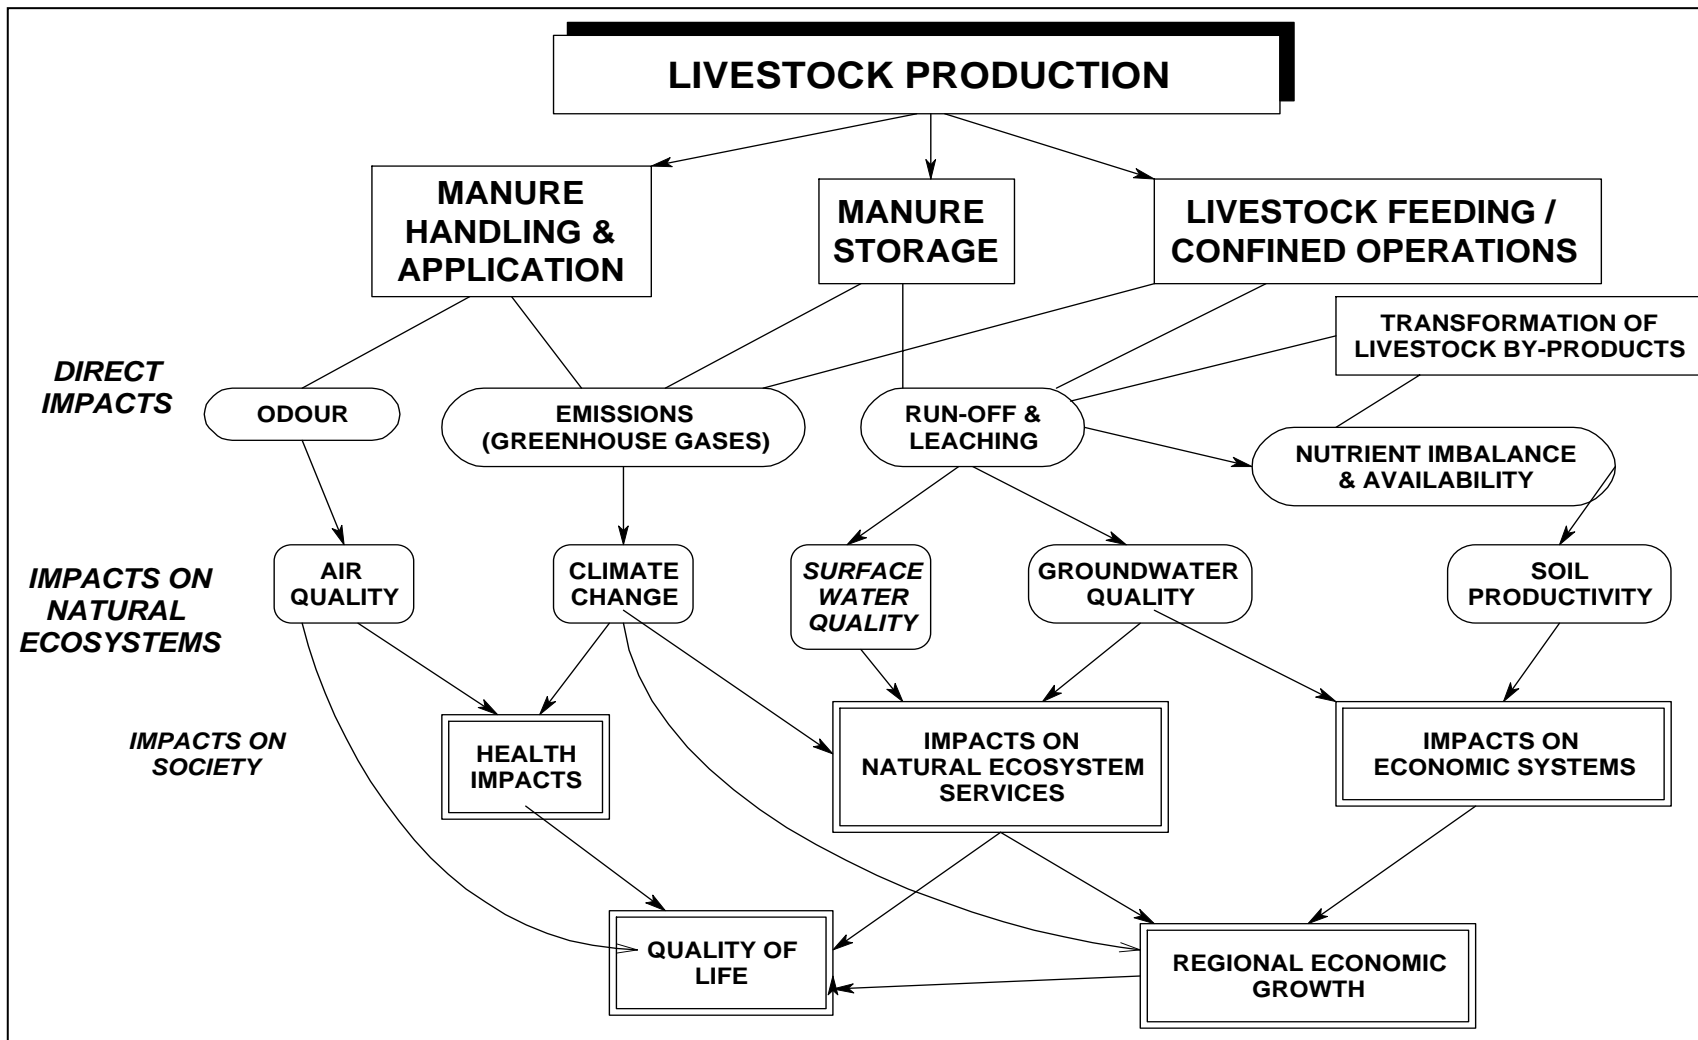 LIVESTOCK PRODUCTION
MANURE
HANDLING &
APPLICATION
MANURE
STORAGE
LIVESTOCK FEEDING /
CONFINED OPERATIONS
TRANSFORMATION OF
LIVESTOCK BY-PRODUCTS
DIRECT
IMPACTS
ODOUR
EMISSIONS
(GREENHOUSE GASES)
RUN-OFF &
LEACHING
NUTRIENT IMBALANCE
& AVAILABILITY
IMPACTS ON
NATURAL
ECOSYSTEMS
AIR
QUALITY
CLIMATE
CHANGE
SURFACE
WATER
QUALITY
GROUNDWATER
QUALITY
SOIL
PRODUCTIVITY
IMPACTS ON
SOCIETY
HEALTH
IMPACTS
IMPACTS ON
NATURAL ECOSYSTEM
SERVICES
IMPACTS ON
ECONOMIC SYSTEMS
QUALITY OF
LIFE
REGIONAL ECONOMIC
GROWTH